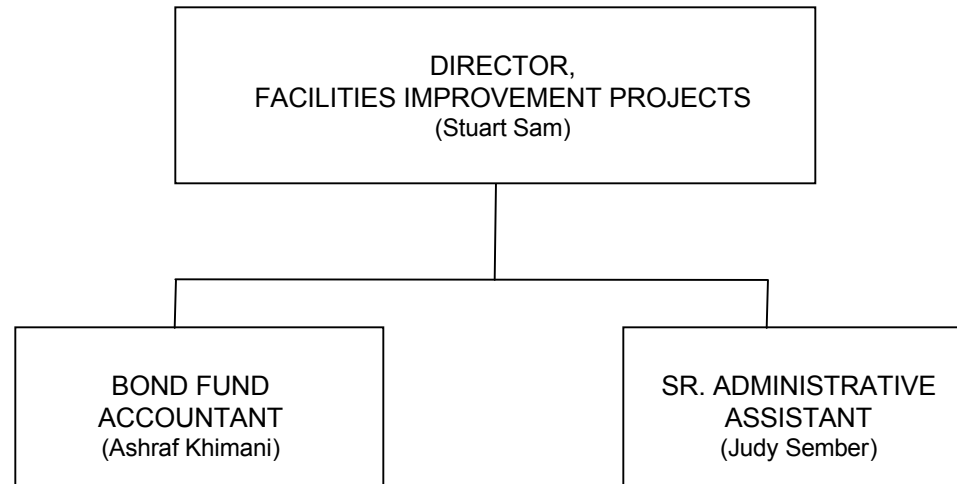 DIRECTOR,
FACILITIES IMPROVEMENT PROJECTS
(Stuart Sam)
BOND FUND
ACCOUNTANT
(Ashraf Khimani)
SR. ADMINISTRATIVE
ASSISTANT
(Judy Sember)